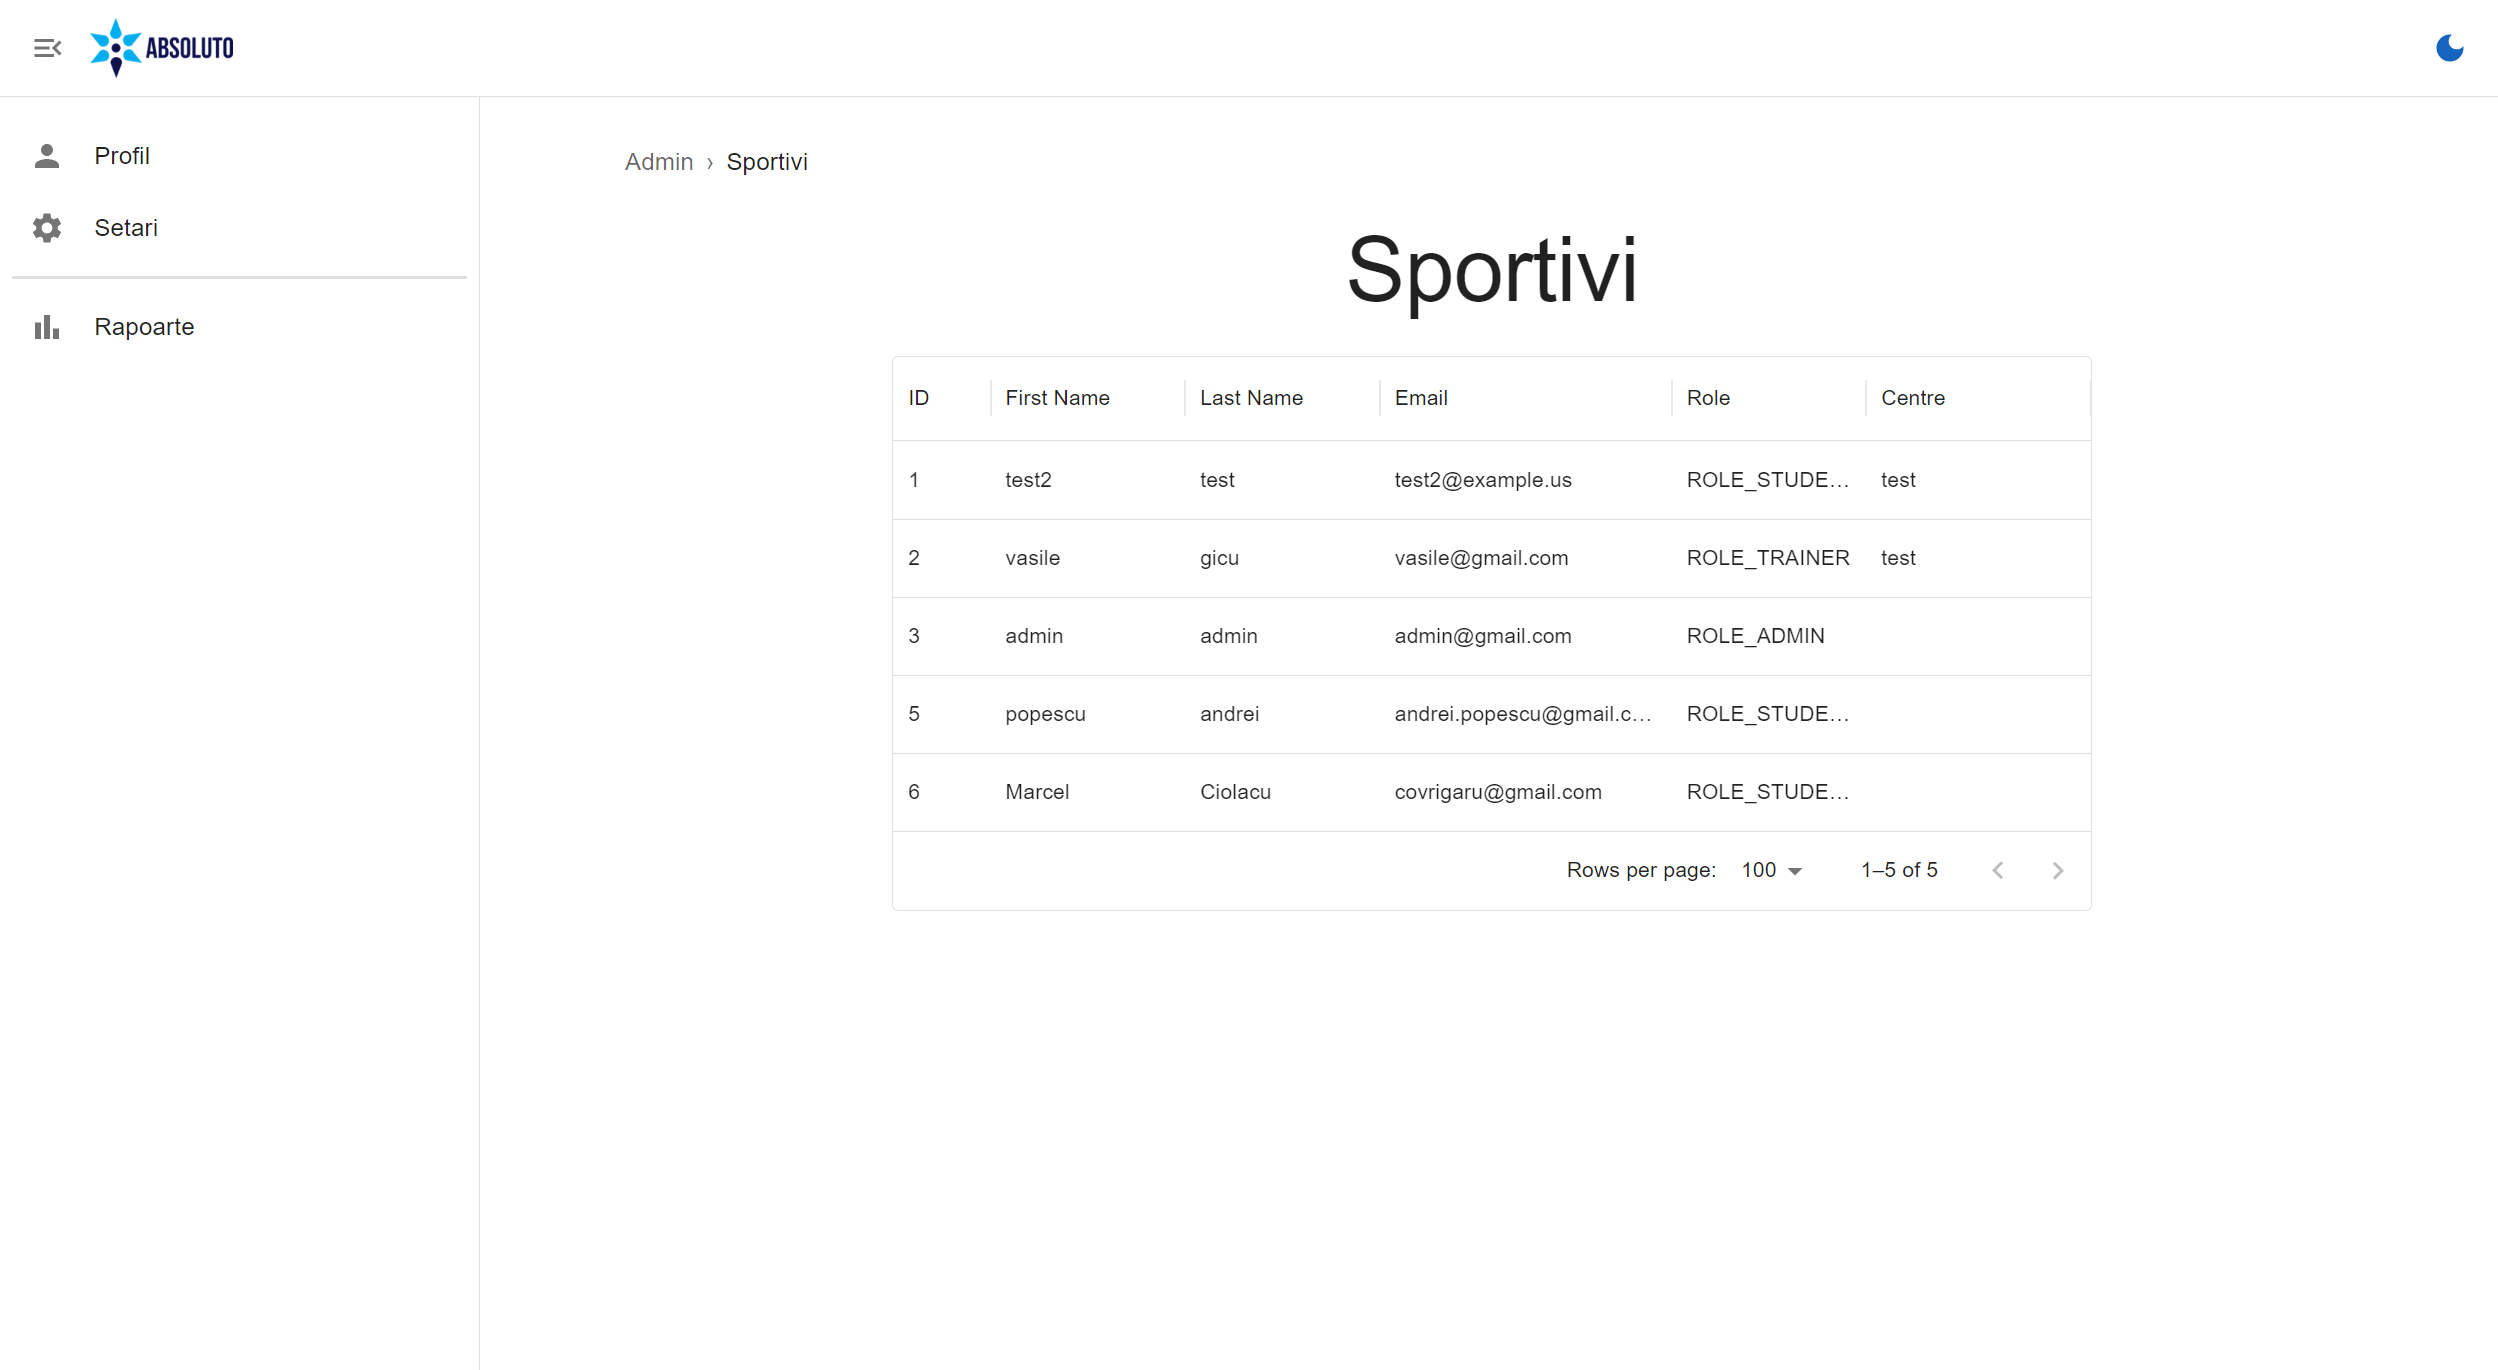 ABSOLUTO
Profil
Setari
Rapoarte
Admin › Sportivi
Sportivi
ID First Name Last Name Email Role Centre
1 test2 test test2@example.us ROLE_STUDE... test
2 vasile gicu vasile@gmail.com ROLE_TRAINER test
3 admin admin admin@gmail.com ROLE_ADMIN
5 popescu andrei andrei.popescu@gmail.c... ROLE_STUDE...
6 Marcel Ciolacu covrigaru@gmail.com ROLE_STUDE...
Rows per page: 100 1–5 of 5